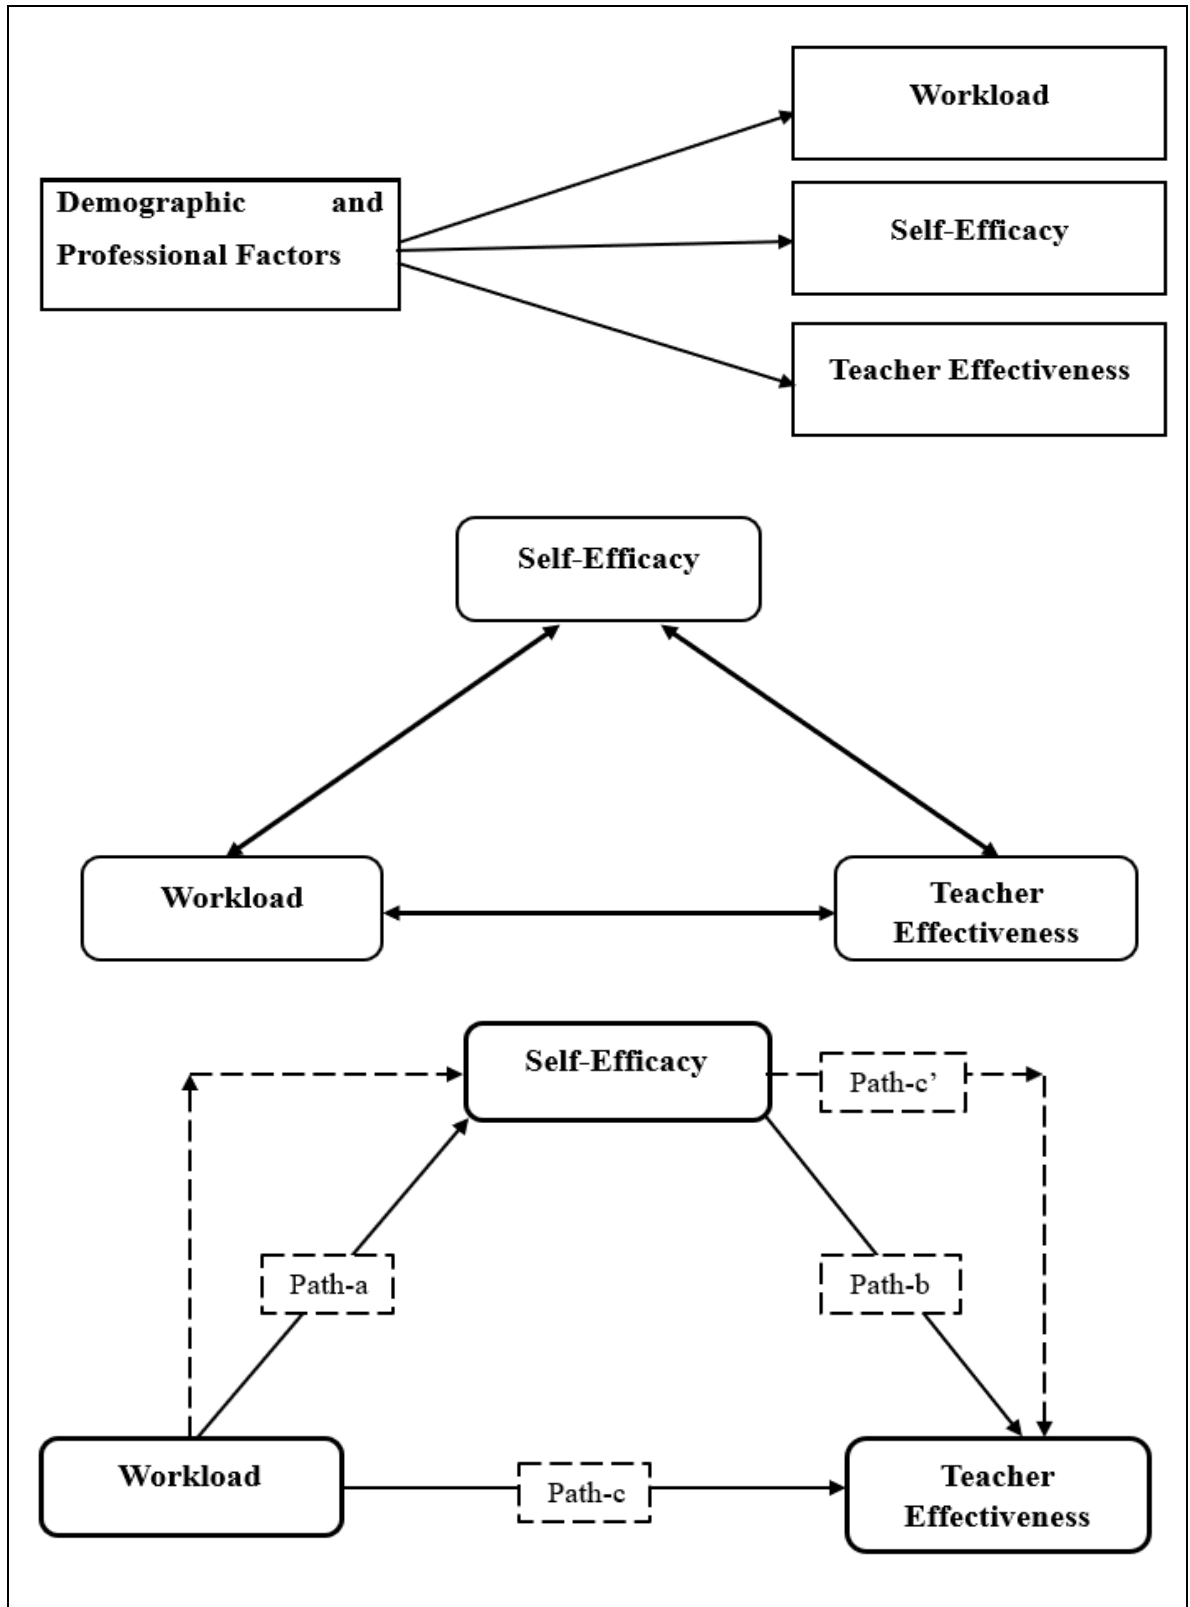 Workload
Demographic and
Professional Factors
Self-Efficacy
Teacher Effectiveness
Self-Efficacy
Workload
Teacher
Effectiveness
Self-Efficacy
Path-c’
Path-a
Path-b
Workload
Path-c
Teacher
Effectiveness